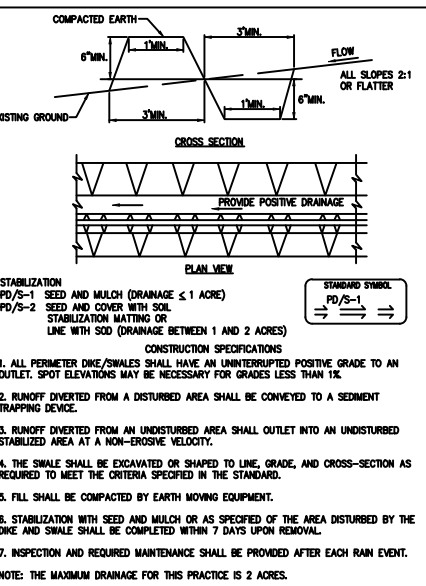 COMPACTED EARTH
3'MIN.
1'MIN.
6"MIN.
FLOW
ALL SLOPES 2:1
OR FLATTER
1'MIN.
6"MIN.
XISTING GROUND
3'MIN.
CROSS SECTION
PROVIDE POSITIVE DRAINAGE
PLAN VIEW
STABILIZATION
PD/S-1 SEED AND MULCH (DRAINAGE ≤ 1 ACRE)
PD/S-2 SEED AND COVER WITH SOIL
STABILIZATION MATTING OR
LINE WITH SOD (DRAINAGE BETWEEN 1 AND 2 ACRES)
STANDARD SYMBOL
PD/S-1
CONSTRUCTION SPECIFICATIONS
1. ALL PERIMETER DIKE/SWALES SHALL HAVE AN UNINTERRUPTED POSITIVE GRADE TO AN
OUTLET. SPOT ELEVATIONS MAY BE NECESSARY FOR GRADES LESS THAN 1%.
2. RUNOFF DIVERTED FROM A DISTURBED AREA SHALL BE CONVEYED TO A SEDIMENT
TRAPPING DEVICE.
3. RUNOFF DIVERTED FROM AN UNDISTURBED AREA SHALL OUTLET INTO AN UNDISTURBED
STABILIZED AREA AT A NON-EROSIVE VELOCITY.
4. THE SWALE SHALL BE EXCAVATED OR SHAPED TO LINE, GRADE, AND CROSS-SECTION AS
REQUIRED TO MEET THE CRITERIA SPECIFIED IN THE STANDARD.
5. FILL SHALL BE COMPACTED BY EARTH MOVING EQUIPMENT.
6. STABILIZATION WITH SEED AND MULCH OR AS SPECIFIED OF THE AREA DISTURBED BY THE
DIKE AND SWALE SHALL BE COMPLETED WITHIN 7 DAYS UPON REMOVAL.
7. INSPECTION AND REQUIRED MAINTENANCE SHALL BE PROVIDED AFTER EACH RAIN EVENT.
NOTE: THE MAXIMUM DRAINAGE FOR THIS PRACTICE IS 2 ACRES.